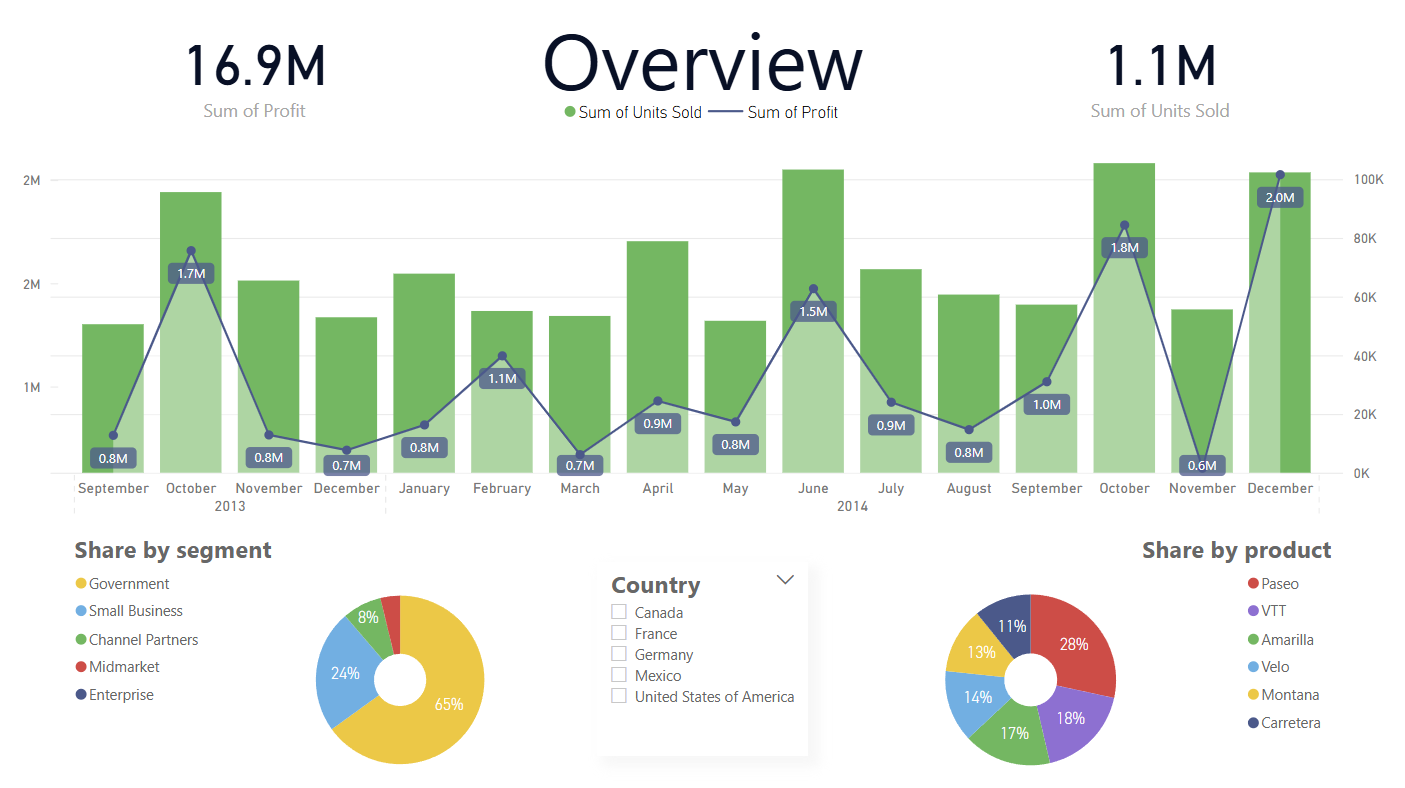 16.9M
Sum of Profit
Overview
Sum of Units Sold Sum of Profit
1.1M
Sum of Units Sold
2M
2M
1M
100K
80K
60K
40K
20K
0K
0.8M
1.7M
0.8M
0.7M
0.8M
1.1M
0.7M
0.9M
0.8M
1.5M
0.9M
0.8M
1.0M
1.8M
0.6M
2.0M
September October November December January February March April May June July August September October November December
2013 2014
Share by segment
Government
Small Business
Channel Partners
Midmarket
Enterprise
8%
24%
65%
Country
Canada
France
Germany
Mexico
United States of America
Share by product
11%
28%
13%
14%
18%
17%
Paseo
VTT
Amarilla
Velo
Montana
Carretera